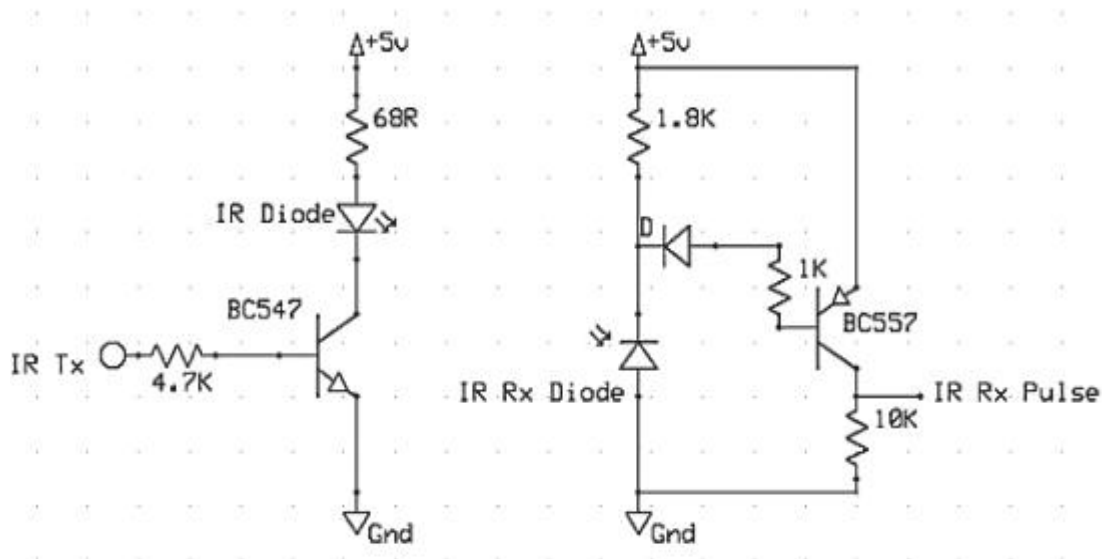 +5v
68R
IR Diode
BC547
IR Tx
4.7K
Gnd
+5v
1.8K
D
1K
BC557
IR Rx Diode
IR Rx Pulse
10K
Gnd